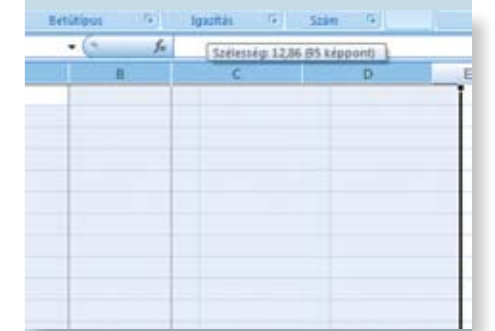 Betűtípus Igazítás Szám
fx
Szélesség: 12,86 (95 képpont)
B C D E